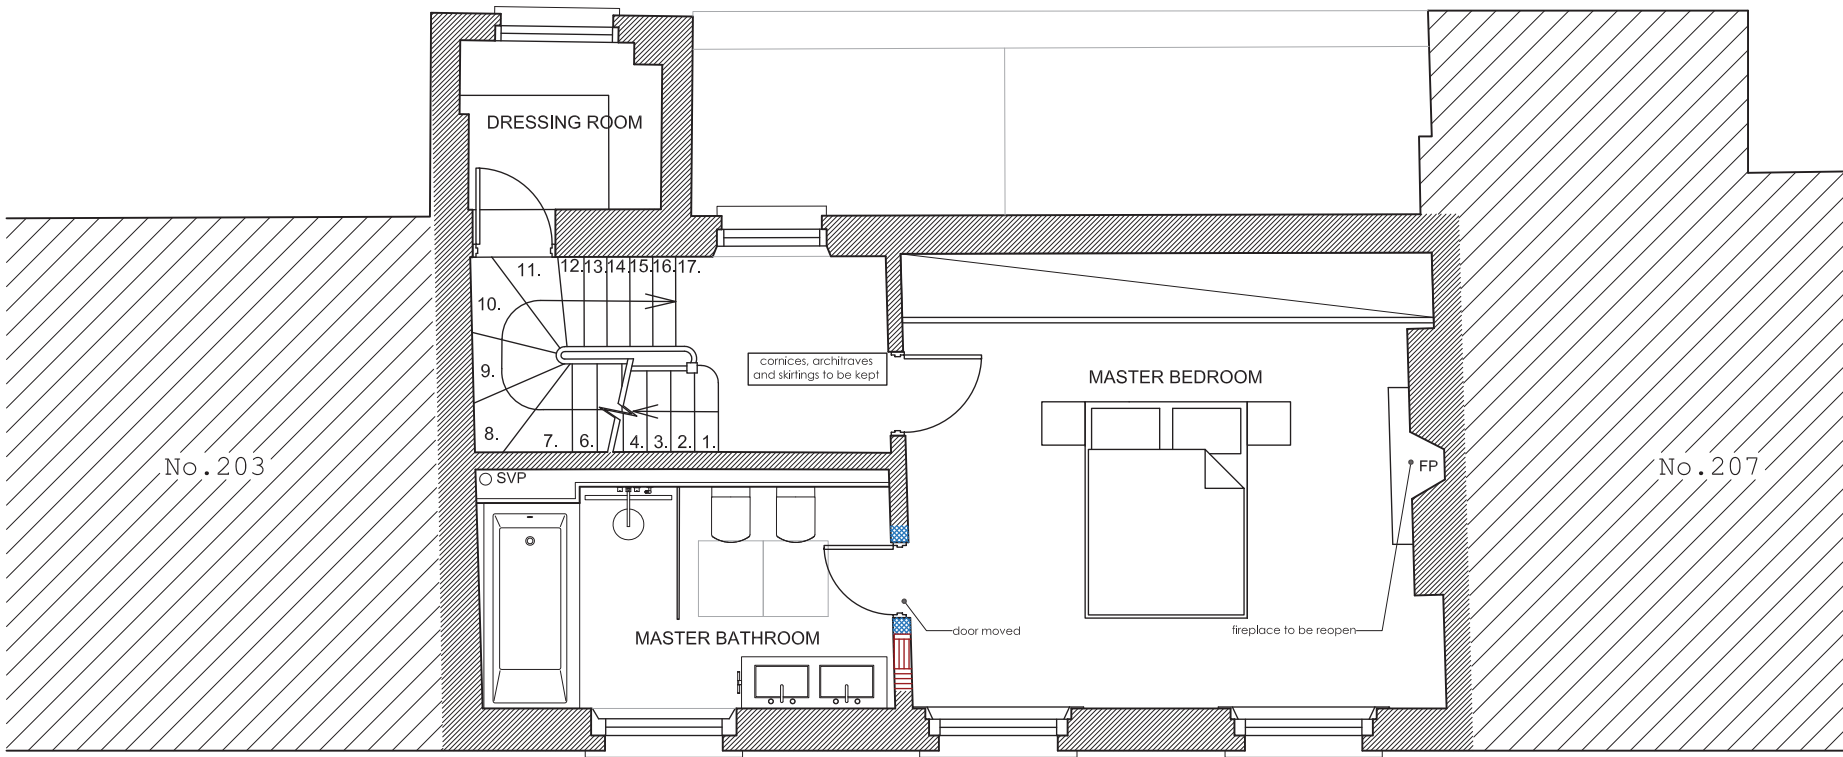 DRESSING ROOM
11.
12.
13.
14.
15.
16.
17.
10.
9.
8.
7.
6.
4.
3.
2.
1.
cornices, architraves
and skirtings to be kept
MASTER BEDROOM
No.203
SVP
FP
No.207
MASTER BATHROOM
door moved
fireplace to be reopen